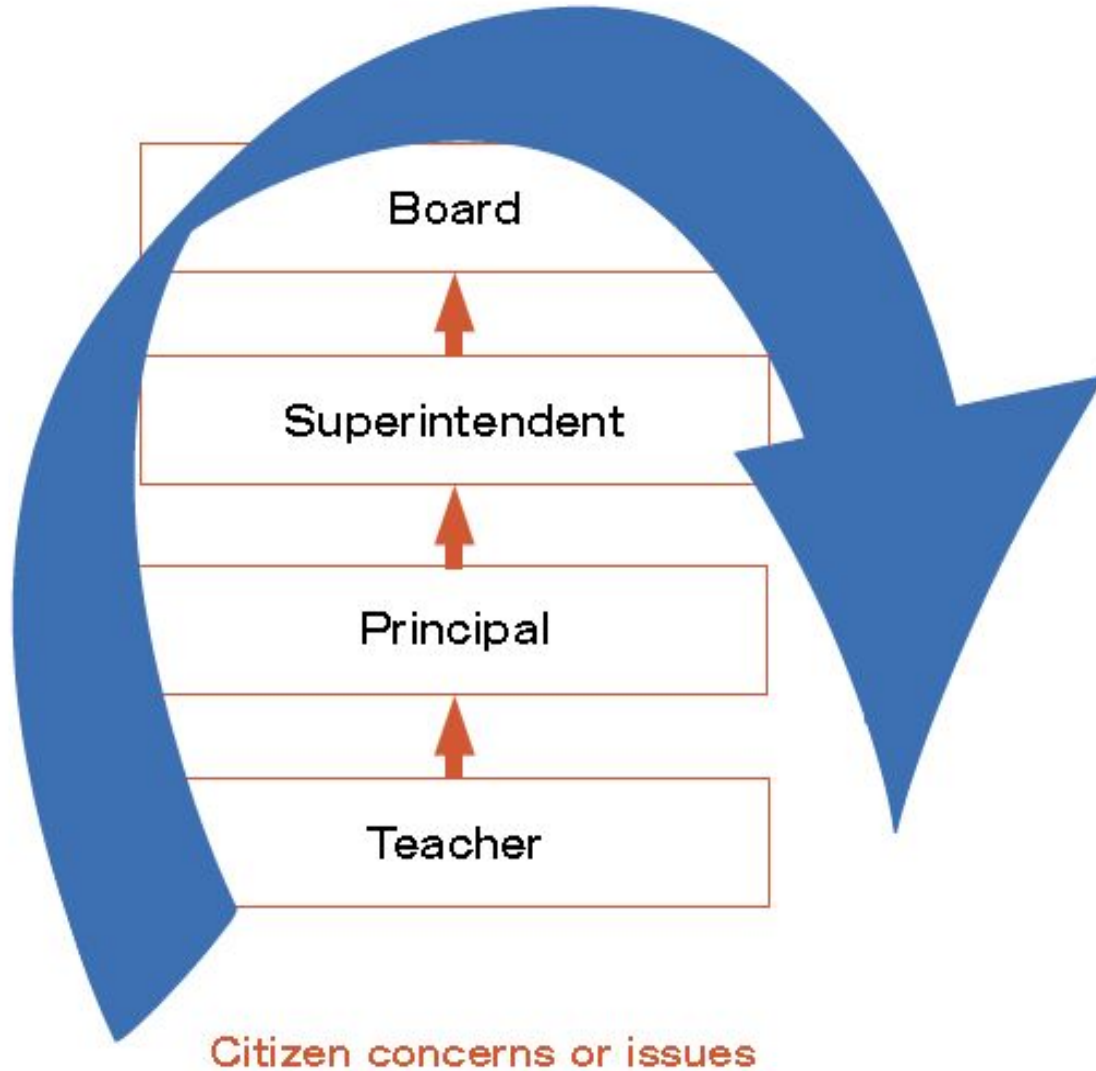 Board
Superintendent
Principal
Teacher
Citizen concerns or issues